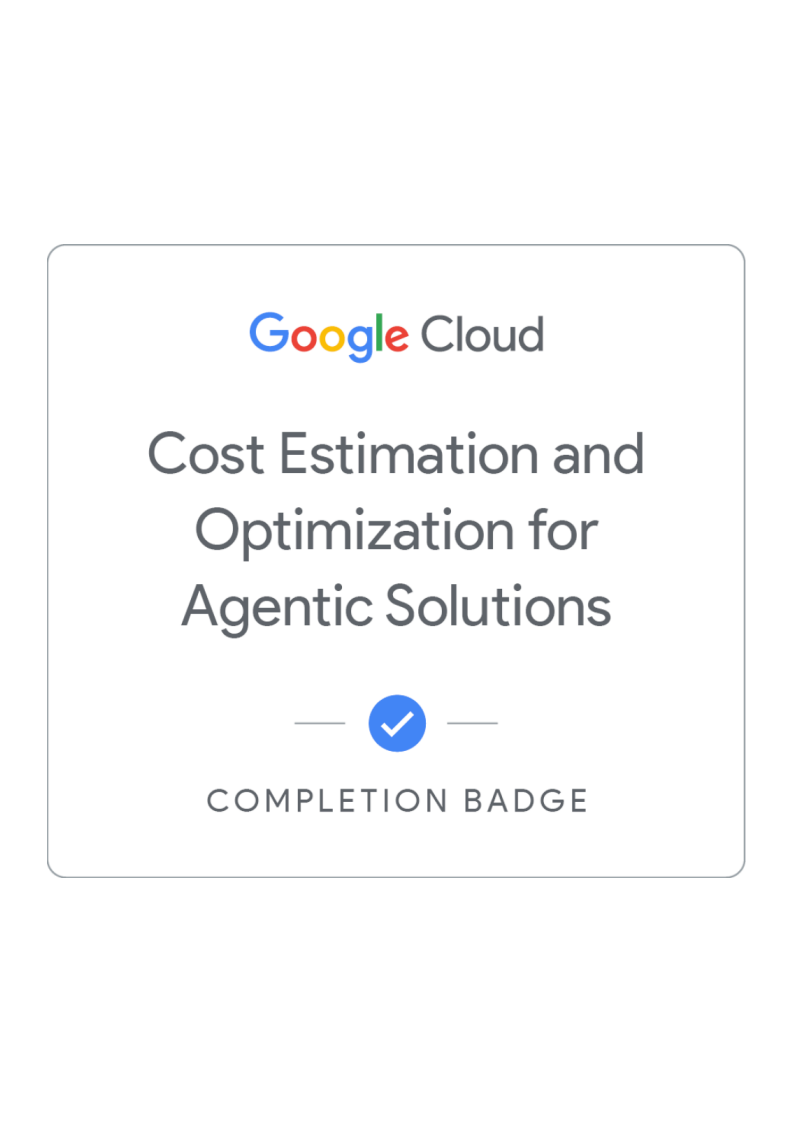 Google Cloud
Cost Estimation and
Optimization for
Agentic Solutions
COMPLETION BADGE